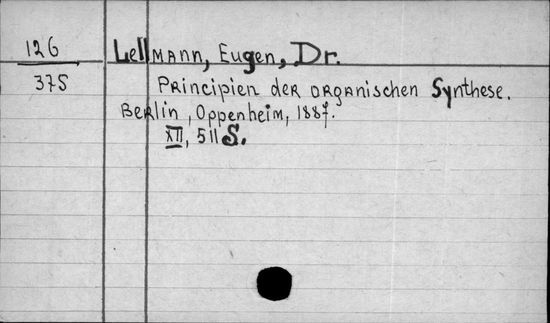 126
375
Lellmann, Eugen, Dr.
Principien der organischen Synthese.
Berlin, Oppenheim, 1887.
XII, 511 S.